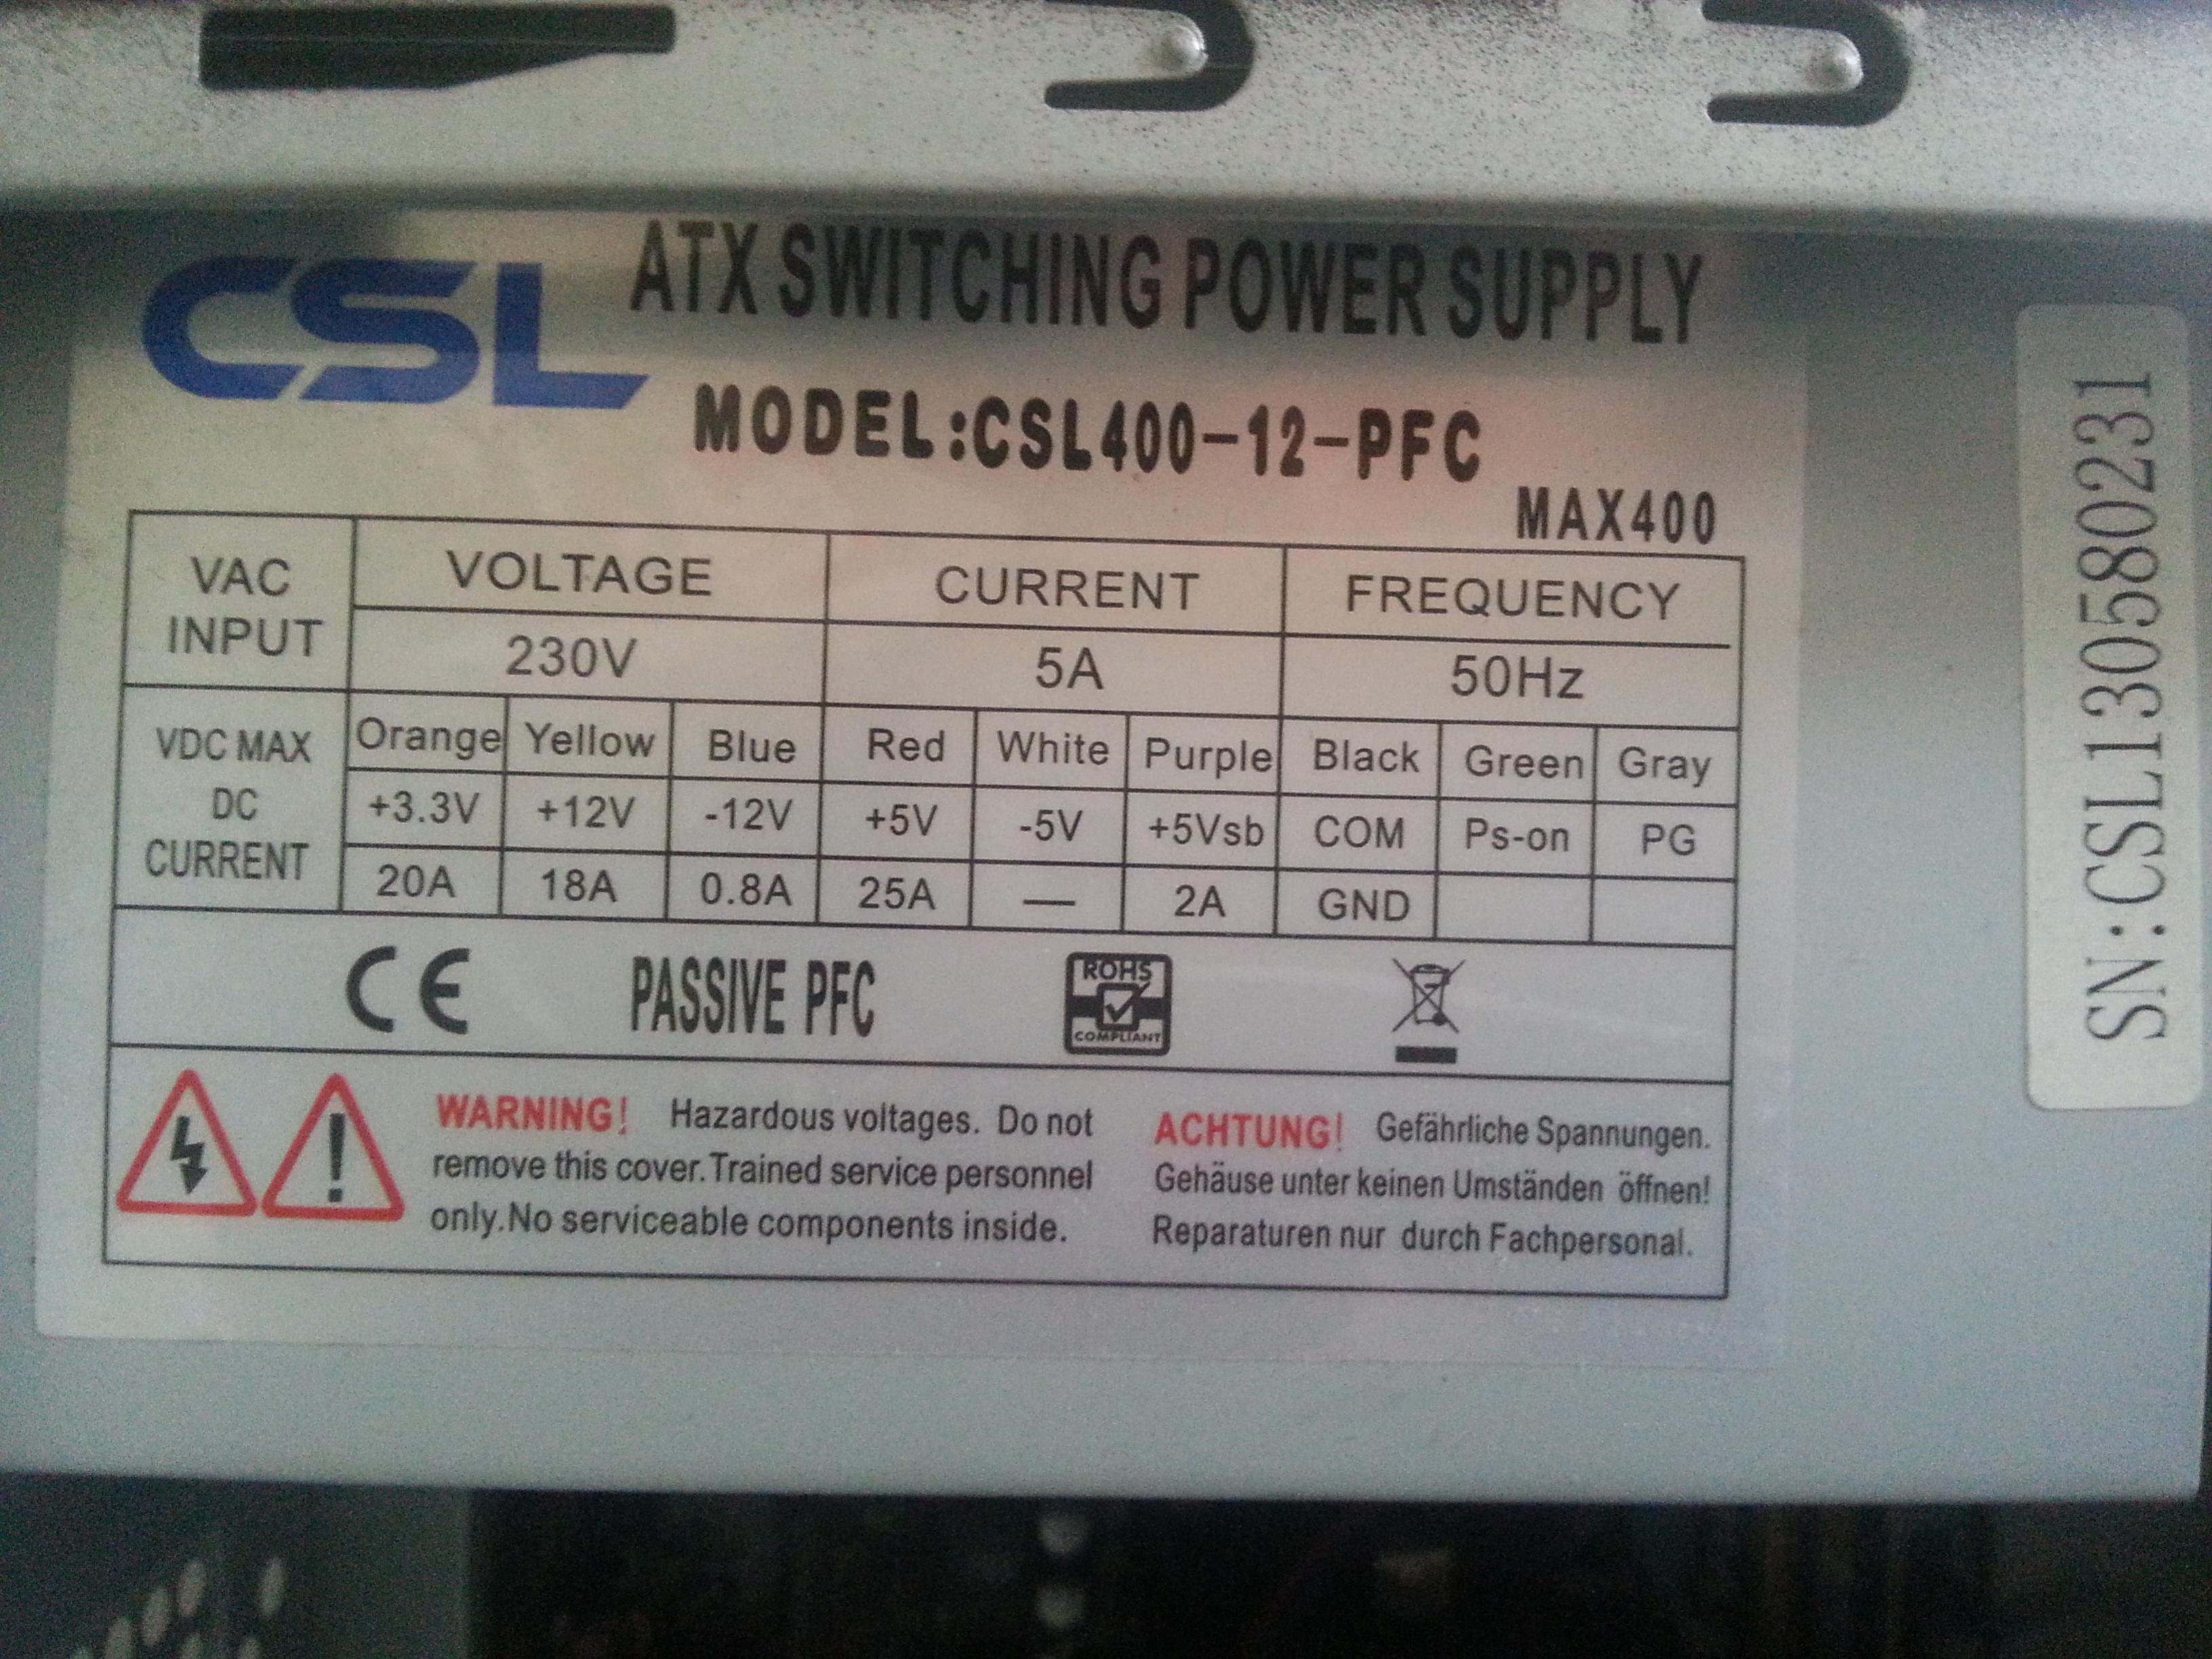 CSL
ATX SWITCHING POWER SUPPLY
MODEL:CSL400-12-PFC
MAX400
VAC INPUT VOLTAGE CURRENT FREQUENCY
230V 5A 50Hz
VDC MAX DC CURRENT Orange Yellow Blue Red White Purple Black Green Gray
+3.3V +12V -12V +5V -5V +5Vsb COM Ps-on PG
20A 18A 0.8A 25A — 2A GND
CE PASSIVE PFC ROHS COMPLIANT
WARNING! Hazardous voltages. Do not
remove this cover.Trained service personnel
only.No serviceable components inside.
ACHTUNG! Gefährliche Spannungen.
Gehäuse unter keinen Umständen öffnen!
Reparaturen nur durch Fachpersonal.
SN:CSL1305580231